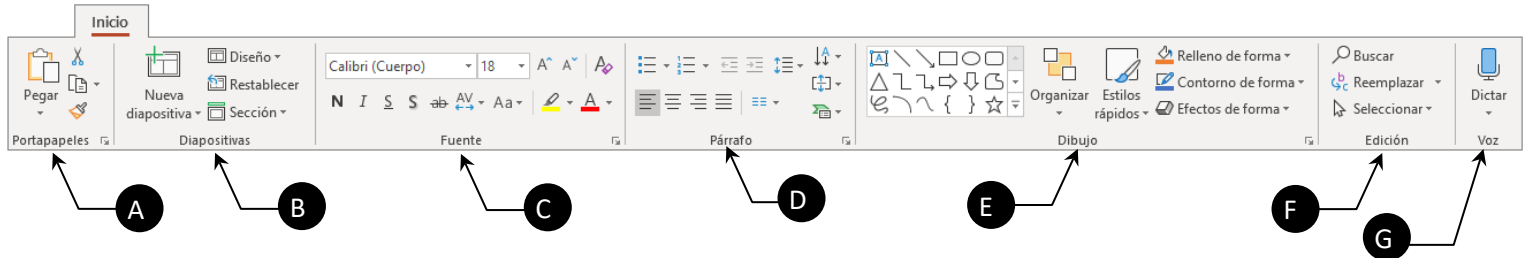 Inicio
Pegar
Portapapeles
Nueva
diapositiva
Diseño
Restablecer
Sección
Diapositivas
Calibri (Cuerpo) 18 A^ A˅ A
N I S S ab AV Aa A
Fuente
A
Párrafo
A
Organizar
Estilos
rápidos
Relleno de forma
Contorno de forma
Efectos de forma
Dibujo
Buscar
Reemplazar
Seleccionar
Edición
Dictar
Voz
A
B
C
D
E
F
G